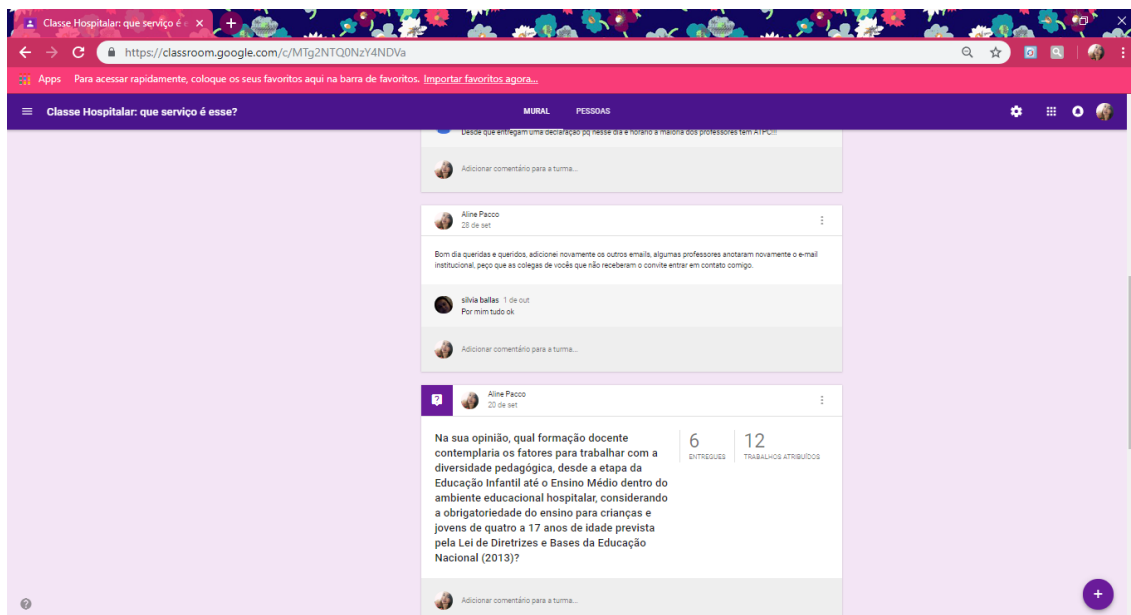 Classe Hospitalar: que serviço é e
https://classroom.google.com/c/MTg2NTQ0NzY4NDVa
Apps Para acessar rapidamente, coloque os seus favoritos aqui na barra de favoritos. Importar favoritos agora...
Classe Hospitalar: que serviço é esse?
MURAL PESSOAS
Desde que entregam uma declaração pq nesse dia e horário a maioria dos professores tem ATPC!!!
Adicionar comentário para a turma...
Aline Pacco
28 de set
Bom dia queridas e queridos, adicionei novamente os outros emails, algumas professores anotaram novamente o e-mail
institucional, peço que as colegas de vocês que não receberam o convite entrar em contato comigo.
silvia ballas 1 de out
Por mim tudo ok
Adicionar comentário para a turma...
Aline Pacco
20 de set
Na sua opinião, qual formação docente
contemplaria os fatores para trabalhar com a
diversidade pedagógica, desde a etapa da
Educação Infantil até o Ensino Médio dentro do
ambiente educacional hospitalar, considerando
a obrigatoriedade do ensino para crianças e
jovens de quatro a 17 anos de idade prevista
pela Lei de Diretrizes e Bases da Educação
Nacional (2013)?
6
ENTREGUES
12
TRABALHOS ATRIBUÍDOS
Adicionar comentário para a turma...